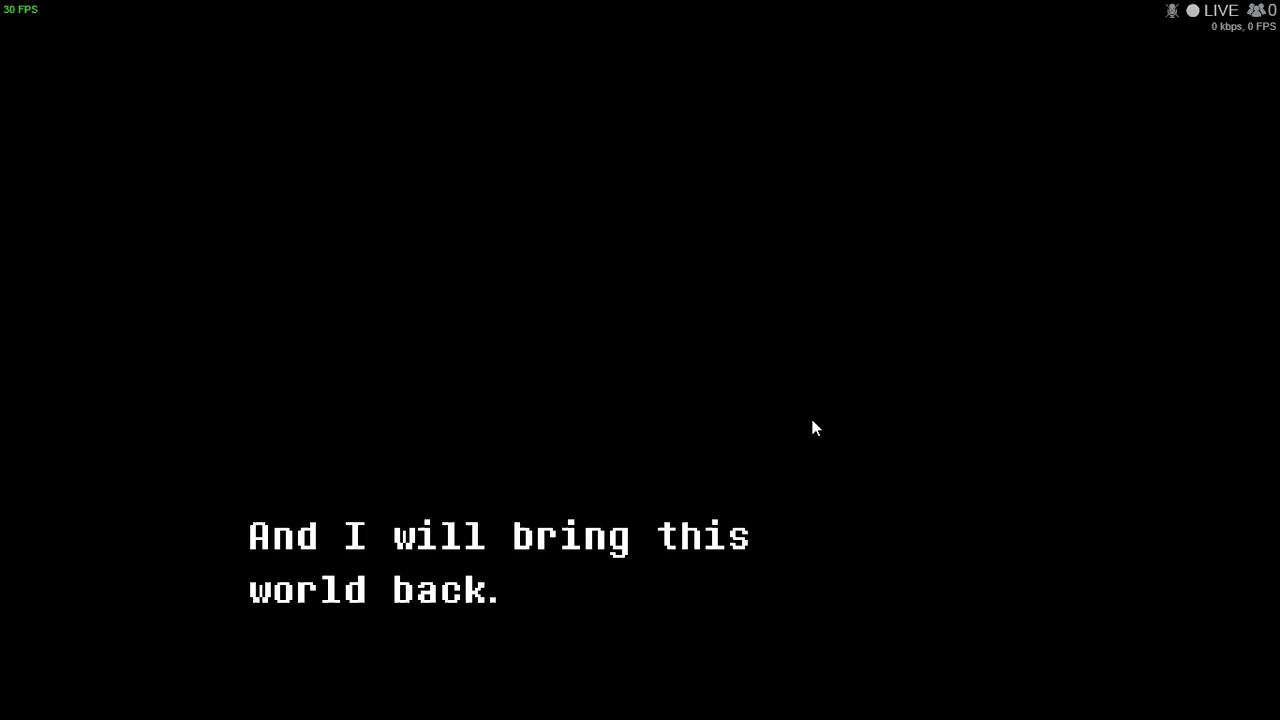 30 FPS
LIVE 0
0 kbps, 0 FPS
And I will bring this
world back.